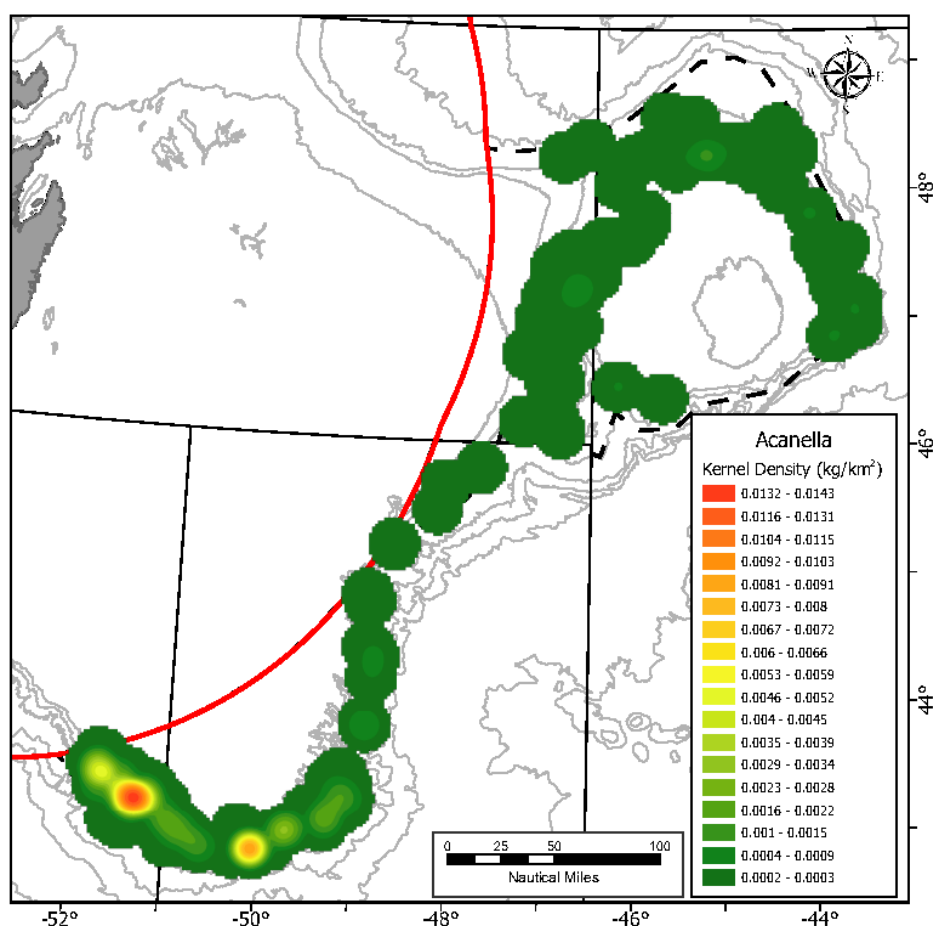 N
W E
S
48°
46°
44°
Acanella
Kernel Density (kg/km²)
0.0132 - 0.0143
0.0116 - 0.0131
0.0104 - 0.0115
0.0092 - 0.0103
0.0081 - 0.0091
0.0073 - 0.008
0.0067 - 0.0072
0.006 - 0.0066
0.0053 - 0.0059
0.0046 - 0.0052
0.004 - 0.0045
0.0035 - 0.0039
0.0029 - 0.0034
0.0023 - 0.0028
0.0016 - 0.0022
0.001 - 0.0015
0.0004 - 0.0009
0.0002 - 0.0003
0 25 50 100
Nautical Miles
-52° -50° -48° -46° -44°